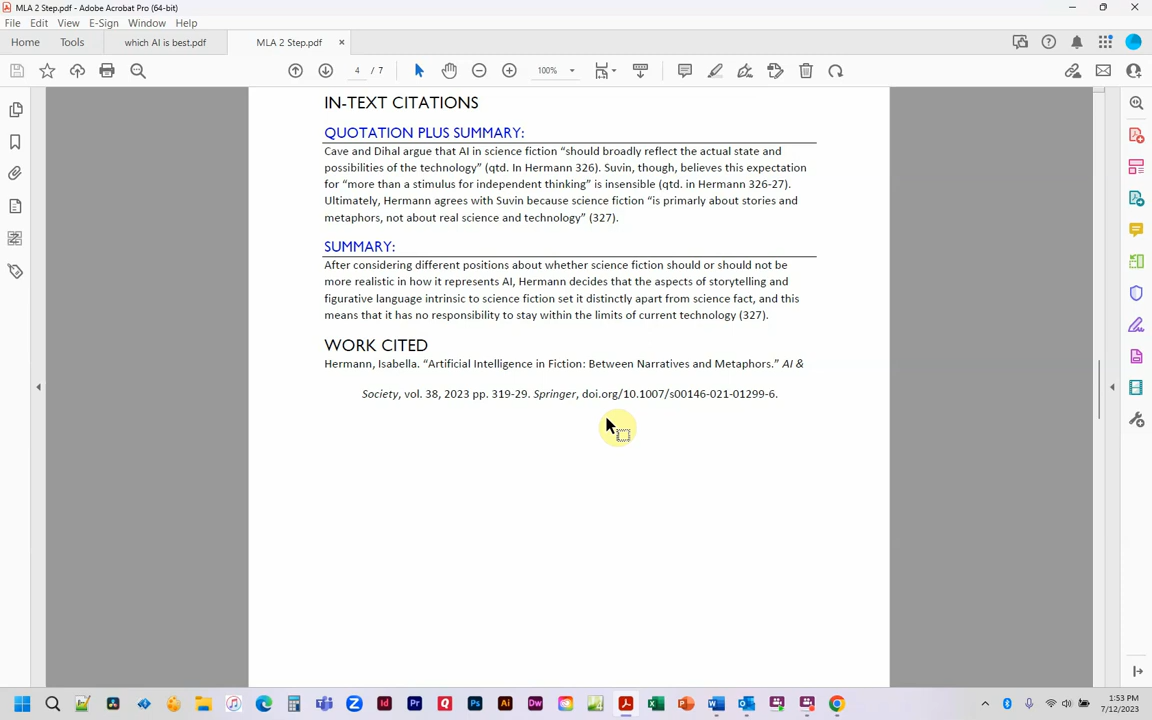 MLA 2 Step.pdf - Adobe Acrobat Pro (64-bit)
File Edit View E-Sign Window Help
Home Tools which AI is best.pdf MLA 2 Step.pdf ×
4 / 7 100%
IN-TEXT CITATIONS
QUOTATION PLUS SUMMARY:
Cave and Dihal argue that AI in science fiction “should broadly reflect the actual state and
possibilities of the technology” (qtd. In Hermann 326). Suvin, though, believes this expectation
for “more than a stimulus for independent thinking” is insensible (qtd. in Hermann 326-27).
Ultimately, Hermann agrees with Suvin because science fiction “is primarily about stories and
metaphors, not about real science and technology” (327).
SUMMARY:
After considering different positions about whether science fiction should or should not be
more realistic in how it represents AI, Hermann decides that the aspects of storytelling and
figurative language intrinsic to science fiction set it distinctly apart from science fact, and this
means that it has no responsibility to stay within the limits of current technology (327).
WORK CITED
Hermann, Isabella. “Artificial Intelligence in Fiction: Between Narratives and Metaphors.” AI &
Society, vol. 38, 2023 pp. 319-29. Springer, doi.org/10.1007/s00146-021-01299-6.
1:53 PM
7/12/2023